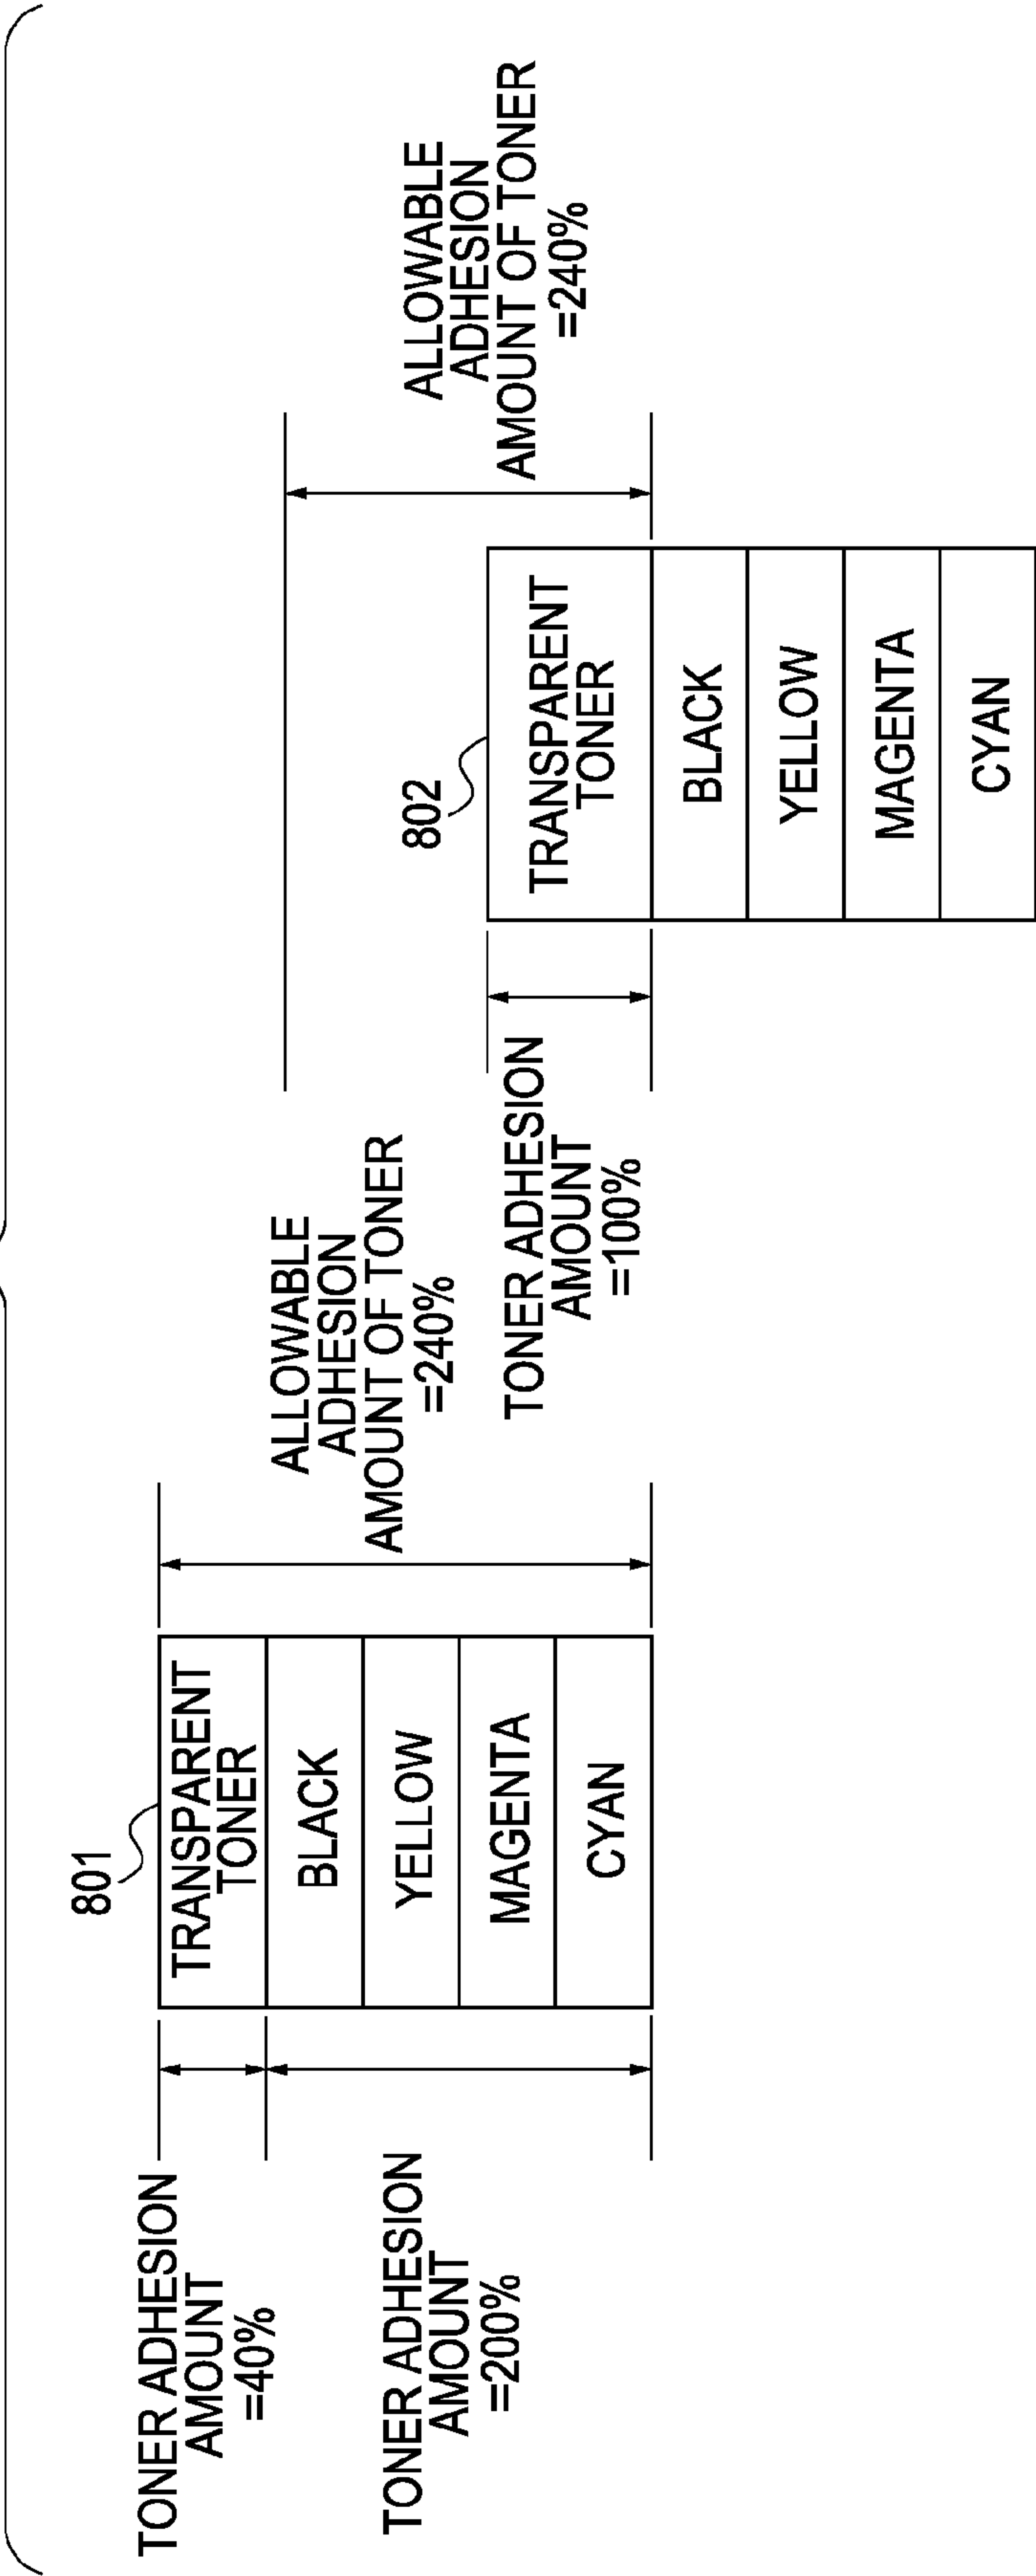 TONER ADHESION
AMOUNT
=40%
TONER ADHESION
AMOUNT
=200%
801
TRANSPARENT
TONER
BLACK
YELLOW
MAGENTA
CYAN
ALLOWABLE
ADHESION
AMOUNT OF TONER
=240%
TONER ADHESION
AMOUNT
=100%
802
TRANSPARENT
TONER
BLACK
YELLOW
MAGENTA
CYAN
ALLOWABLE
ADHESION
AMOUNT OF TONER
=240%